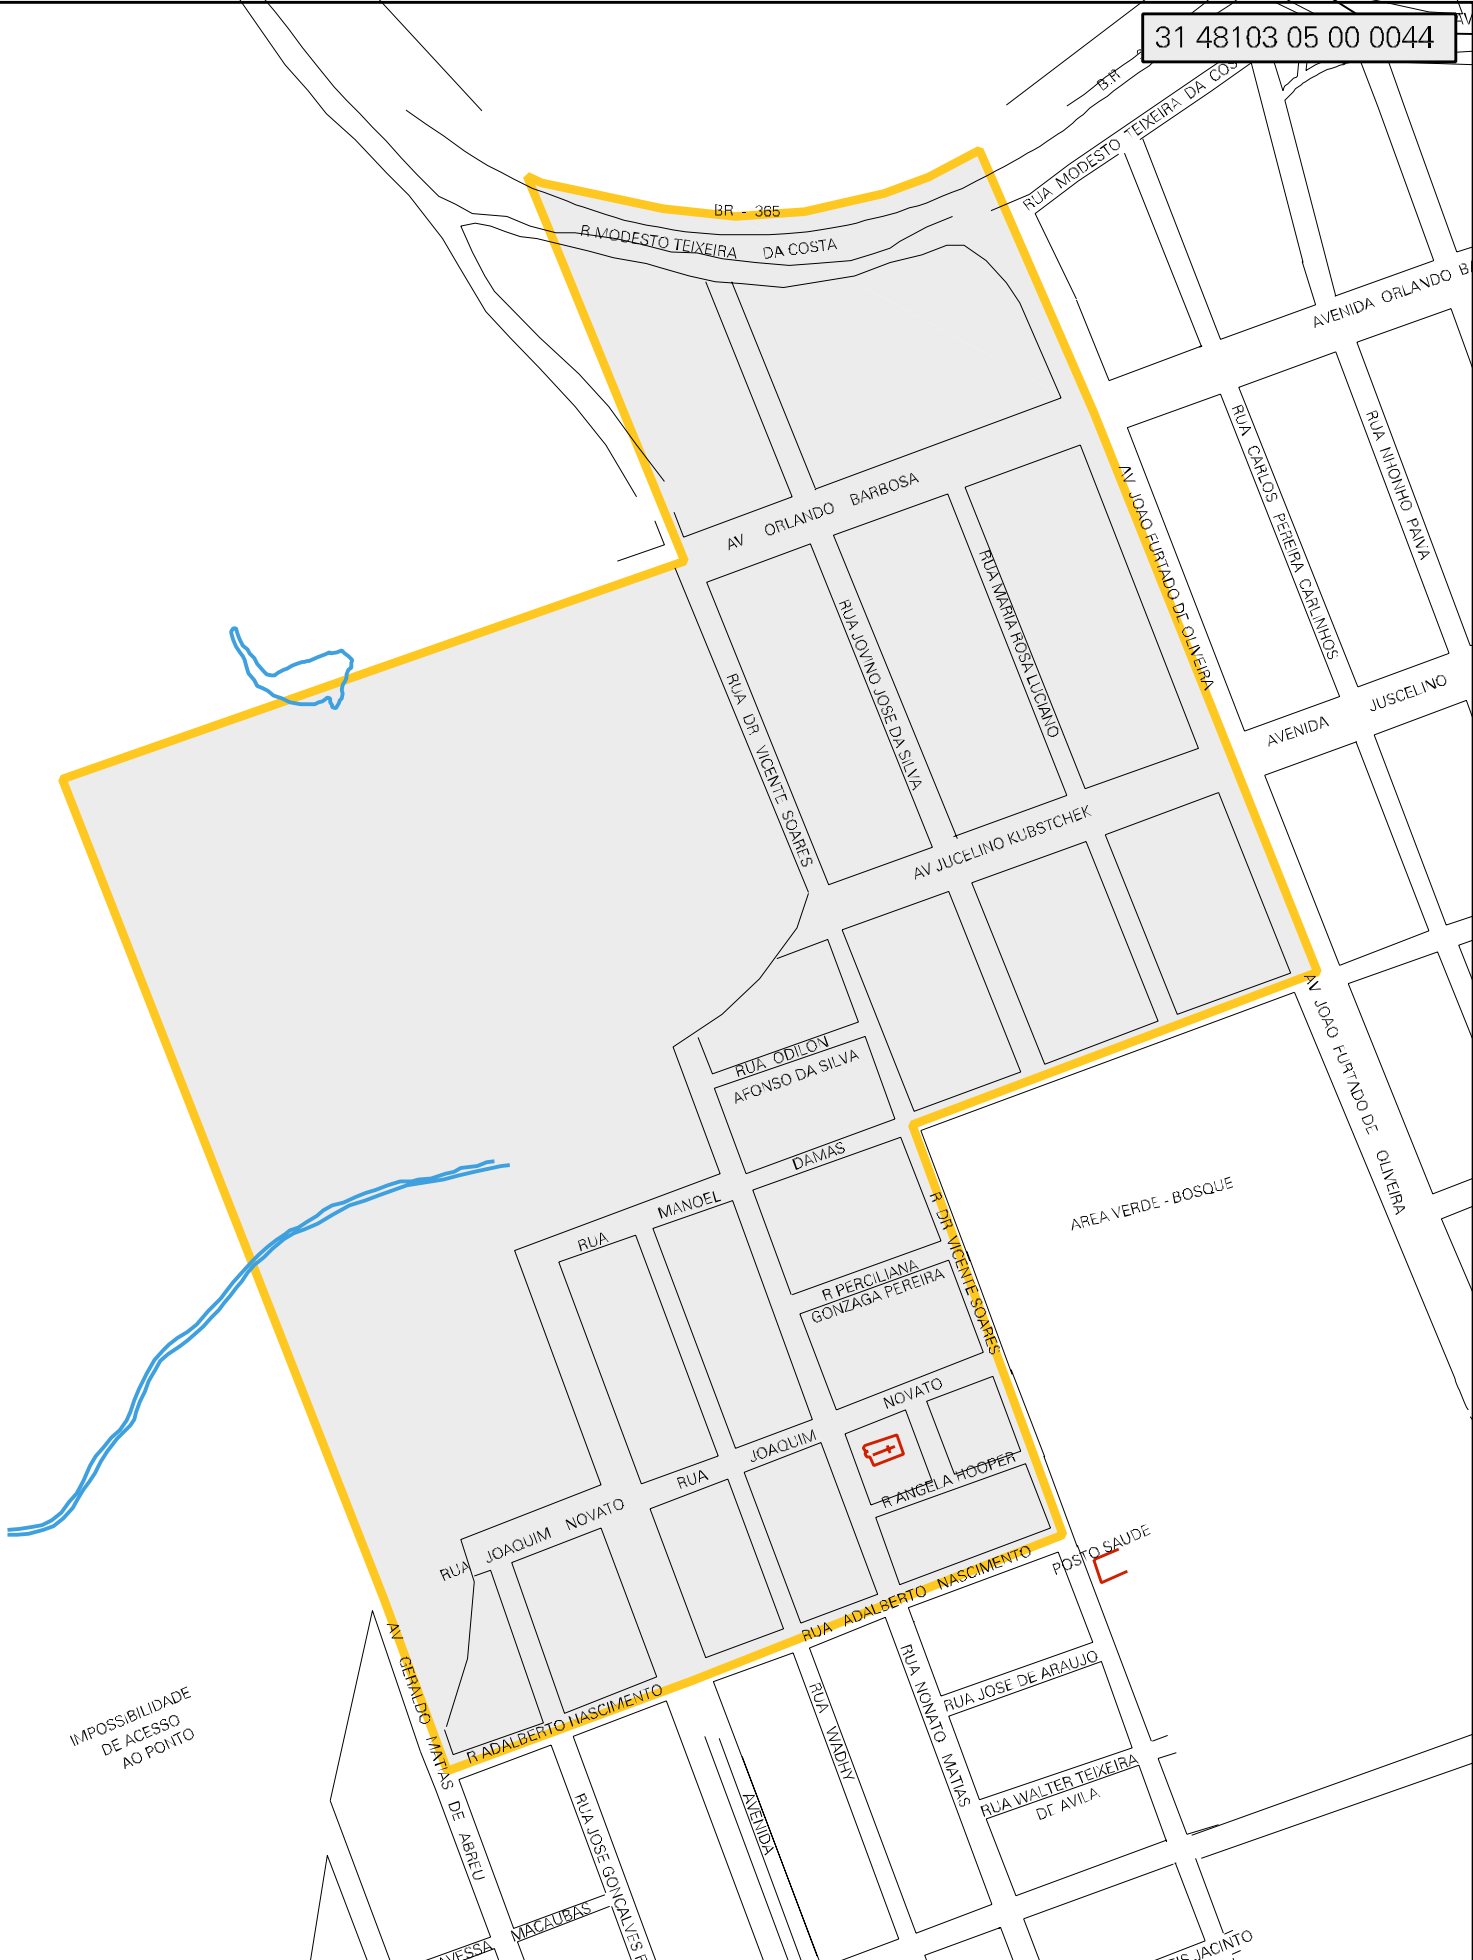 31 48103 05 00 0044
B.R
RUA MODESTO TEIXEIRA DA COS
BR - 365
R MODESTO TEIXEIRA DA COSTA
AVENIDA ORLANDO
AV ORLANDO BARBOSA
AV JOAO FURTADO DE OLIVEIRA
RUA CARLOS PEREIRA CARLINHOS
RUA NHONHO PAIVA
RUA DR VICENTE SOARES
RUA JOVINO JOSE DA SILVA
RUA MARIA ROSA LUCIANO
AVENIDA JUSCELINO
AV JUCELINO KUBSTCHEK
AV JOAO FURTADO DE OLIVEIRA
RUA ODILON
AFONSO DA SILVA
RUA MANOEL DAMAS
R DR VICENTE SOARES
AREA VERDE - BOSQUE
R PERCILIANA
GONZAGA PEREIRA
RUA JOAQUIM NOVATO
R ANGELA HOOPER
RUA JOAQUIM NOVATO
POSTO SAUDE
RUA ADALBERTO NASCIMENTO
R ADALBERTO NASCIMENTO
AV GERALDO MATIAS DE ABREU
IMPOSSIBILIDADE
DE ACESSO
AO PONTO
RUA JOSE DE ARAUJO
RUA NONATO MATIAS
RUA WADHY
RUA WALTER TEIXEIRA
DE AVILA
AVENIDA
RUA JOSE GONCALVES
AVESSA MACAUBAS
JACINTO